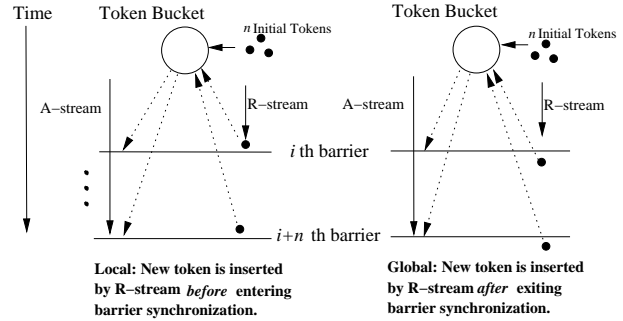 Time
Token Bucket
n Initial Tokens
A-stream
R-stream
i th barrier
i+n th barrier
Local: New token is inserted
by R-stream before entering
barrier synchronization.
Token Bucket
n Initial Tokens
A-stream
R-stream
Global: New token is inserted
by R-stream after exiting
barrier synchronization.